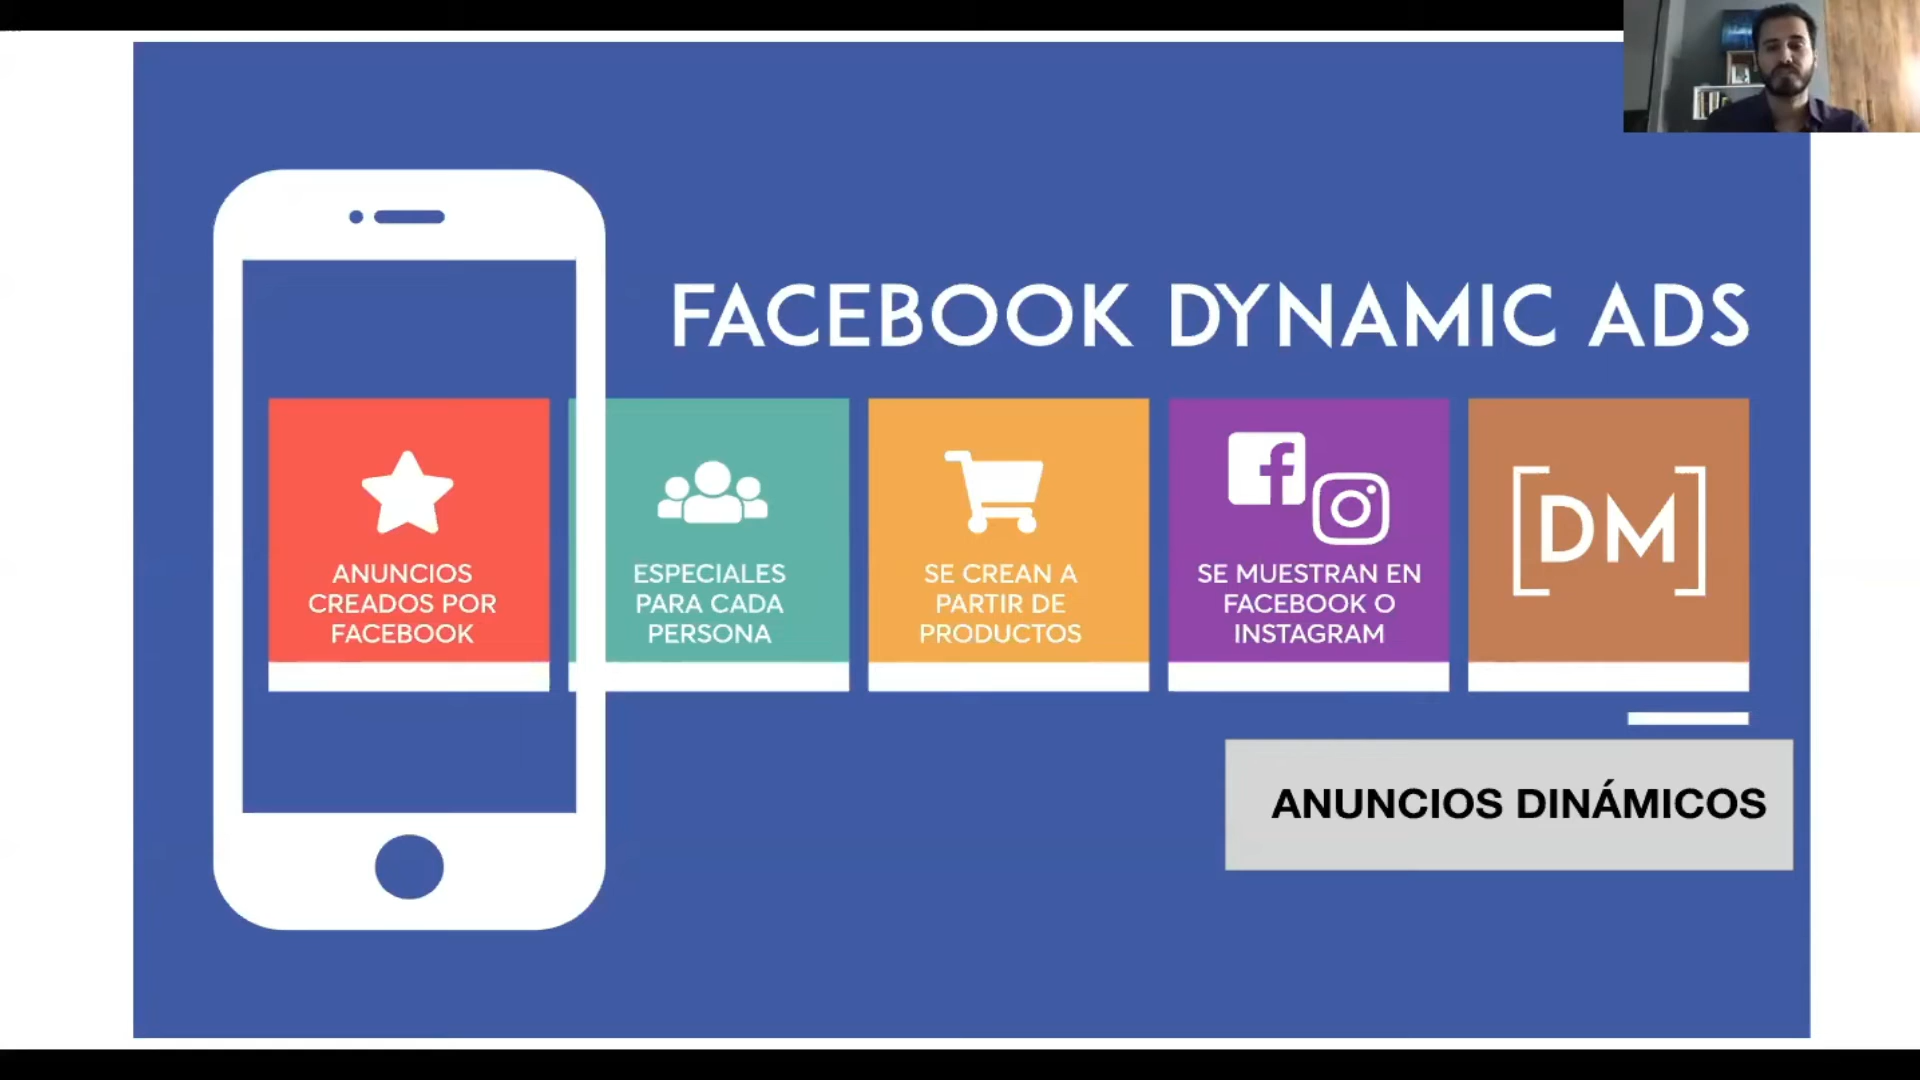 FACEBOOK DYNAMIC ADS
ANUNCIOS
CREADOS POR
FACEBOOK
ESPECIALES
PARA CADA
PERSONA
SE CREAN A
PARTIR DE
PRODUCTOS
SE MUESTRAN EN
FACEBOOK O
INSTAGRAM
[DM]
ANUNCIOS DINÁMICOS